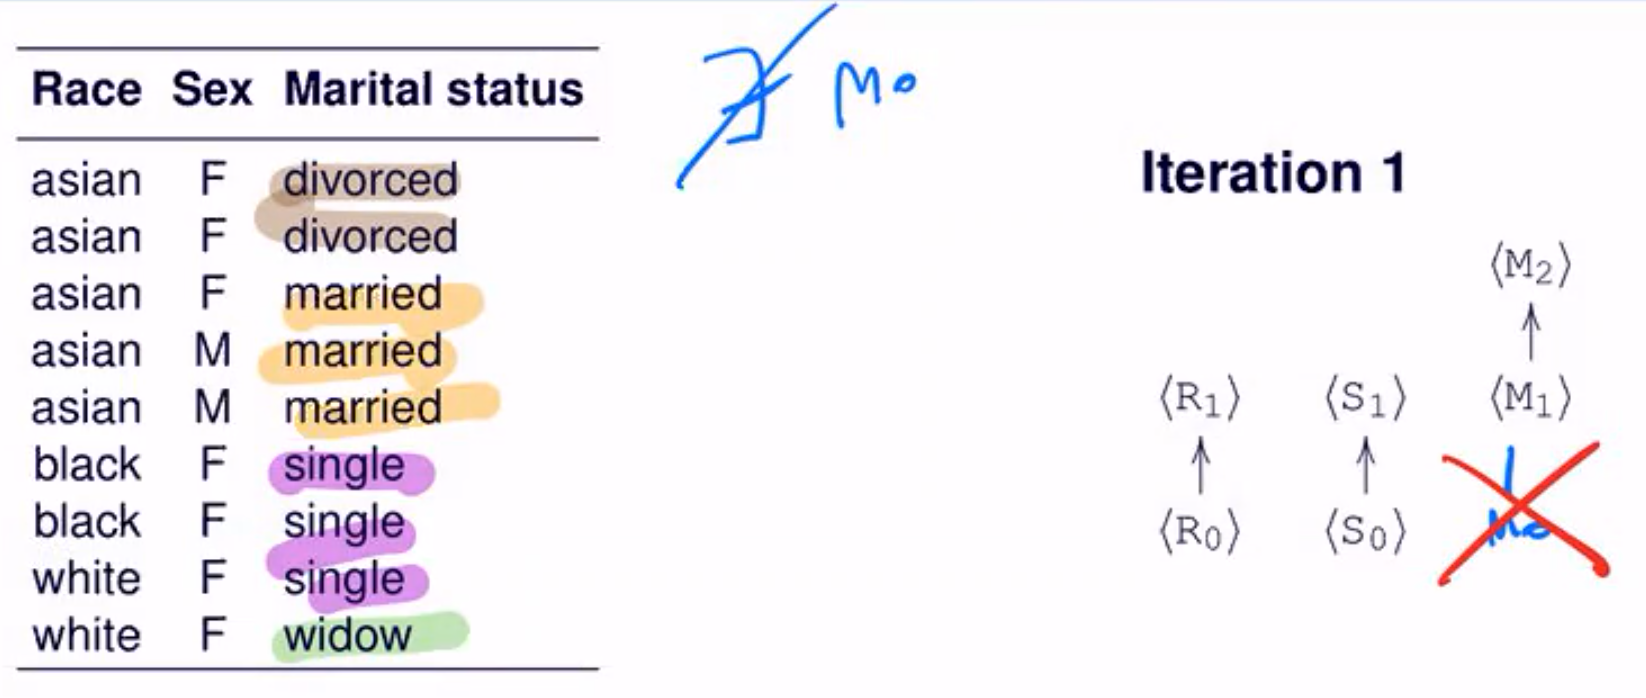 Race Sex Marital status
asian F divorced
asian F divorced
asian F married
asian M married
asian M married
black F single
black F single
white F single
white F widow
∄ M₀
Iteration 1
⟨M₂⟩
⟨R₁⟩ ⟨S₁⟩ ⟨M₁⟩
⟨R₀⟩ ⟨S₀⟩ M₀